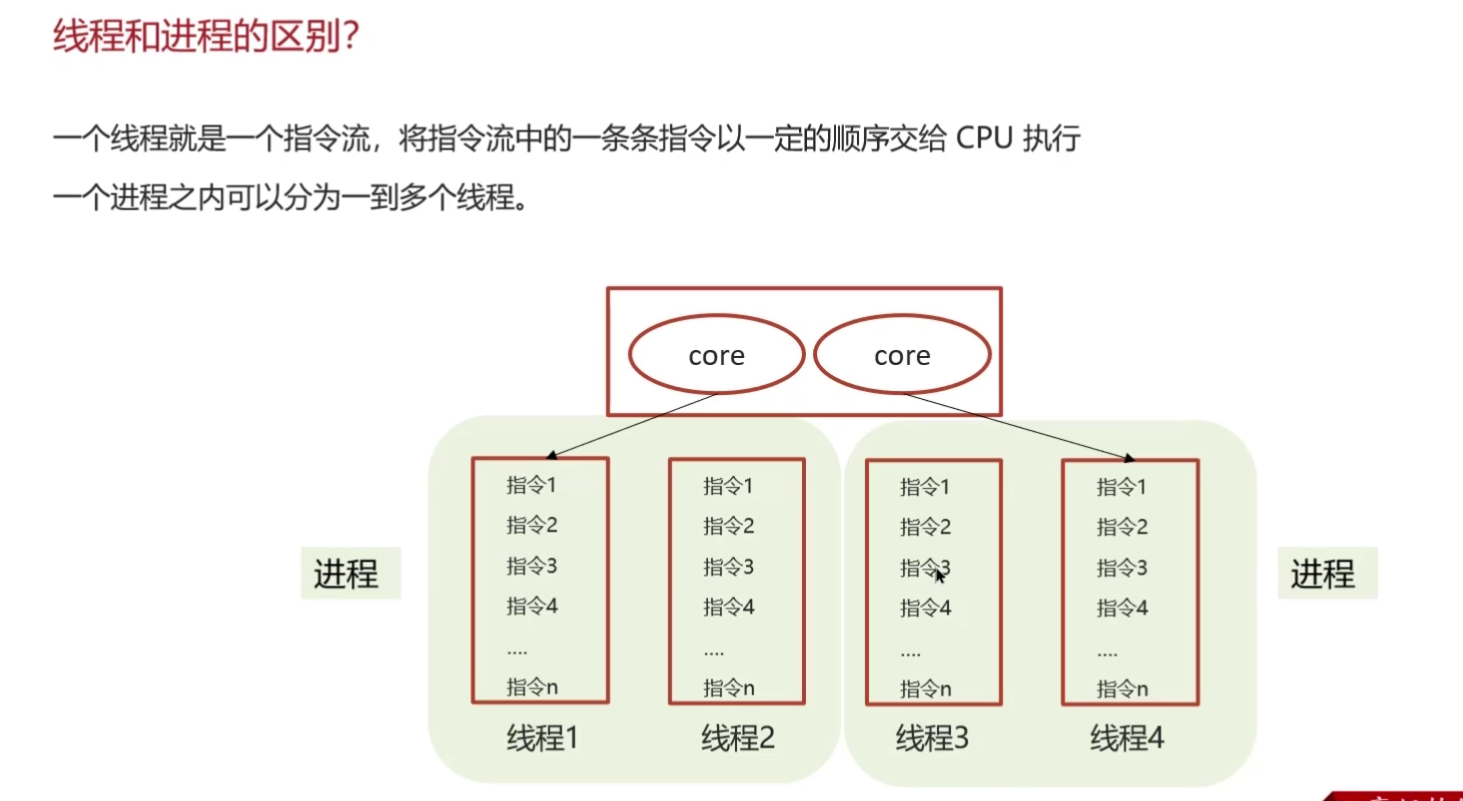 线程和进程的区别？
一个线程就是一个指令流，将指令流中的一条条指令以一定的顺序交给 CPU 执行
一个进程之内可以分为一到多个线程。
core
core
指令1
指令2
指令3
指令4
....
指令n
线程1
指令1
指令2
指令3
指令4
....
指令n
线程2
指令1
指令2
指令3
指令4
....
指令n
线程3
指令1
指令2
指令3
指令4
....
指令n
线程4
进程
进程